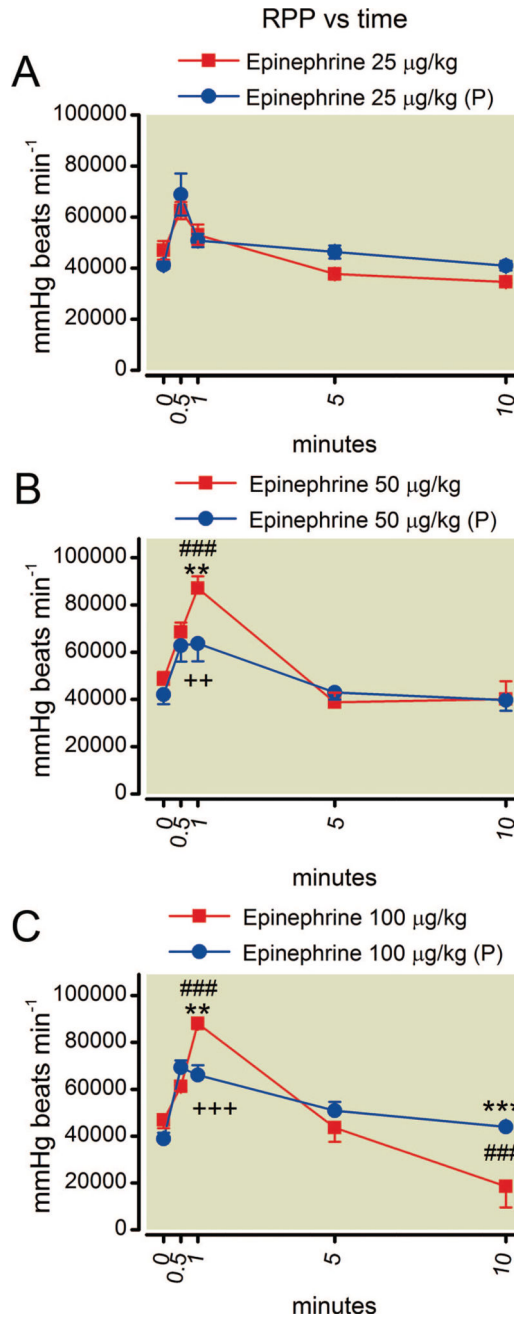 RPP vs time
A
Epinephrine 25 μg/kg
Epinephrine 25 μg/kg (P)
100000
80000
60000
40000
20000
0
mmHg beats min-1
0
0.5
1
5
10
minutes
B
Epinephrine 50 μg/kg
Epinephrine 50 μg/kg (P)
###
**
++
100000
80000
60000
40000
20000
0
mmHg beats min-1
0
0.5
1
5
10
minutes
C
Epinephrine 100 μg/kg
Epinephrine 100 μg/kg (P)
###
**
+++
***
###
100000
80000
60000
40000
20000
0
mmHg beats min-1
0
0.5
1
5
10
minutes